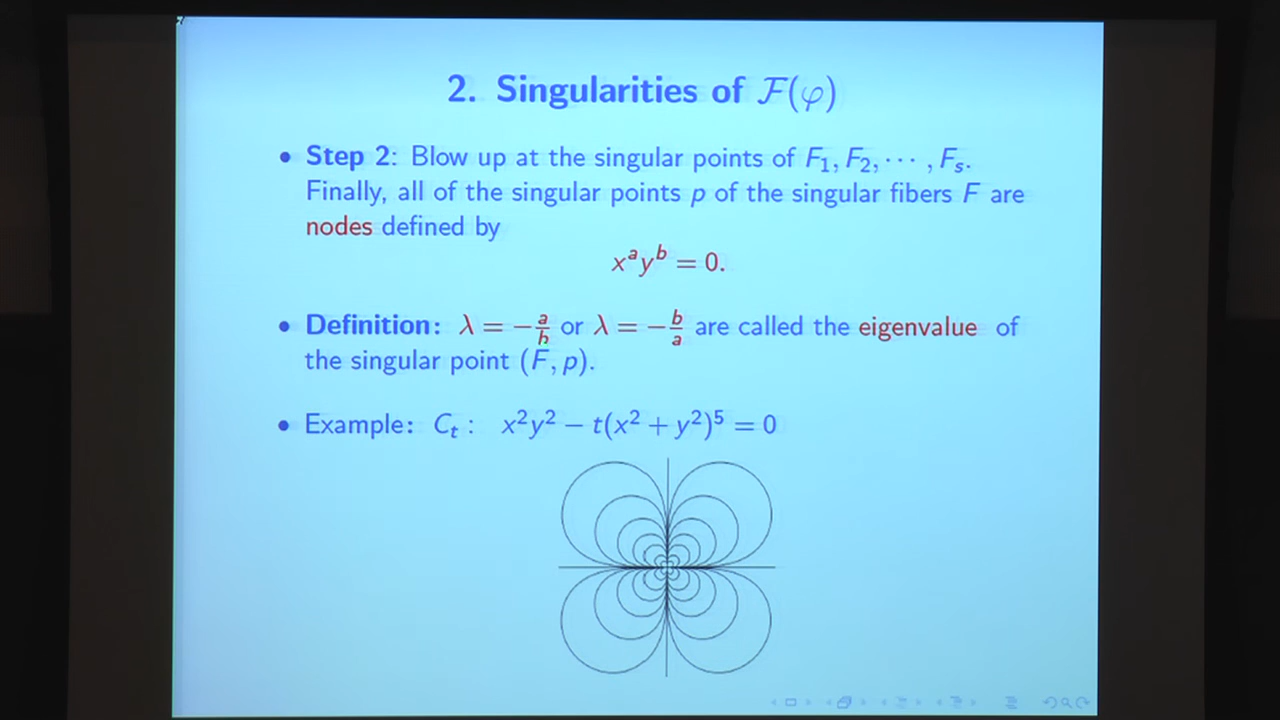 2. Singularities of ℱ(φ)
• Step 2: Blow up at the singular points of F₁, F₂, ⋯ , Fₛ.
Finally, all of the singular points p of the singular fibers F are
nodes defined by
xᵃyᵇ = 0.
• Definition: λ = −a/b or λ = −b/a are called the eigenvalue of
the singular point (F, p).
• Example: Cₜ : x²y² − t(x² + y²)⁵ = 0